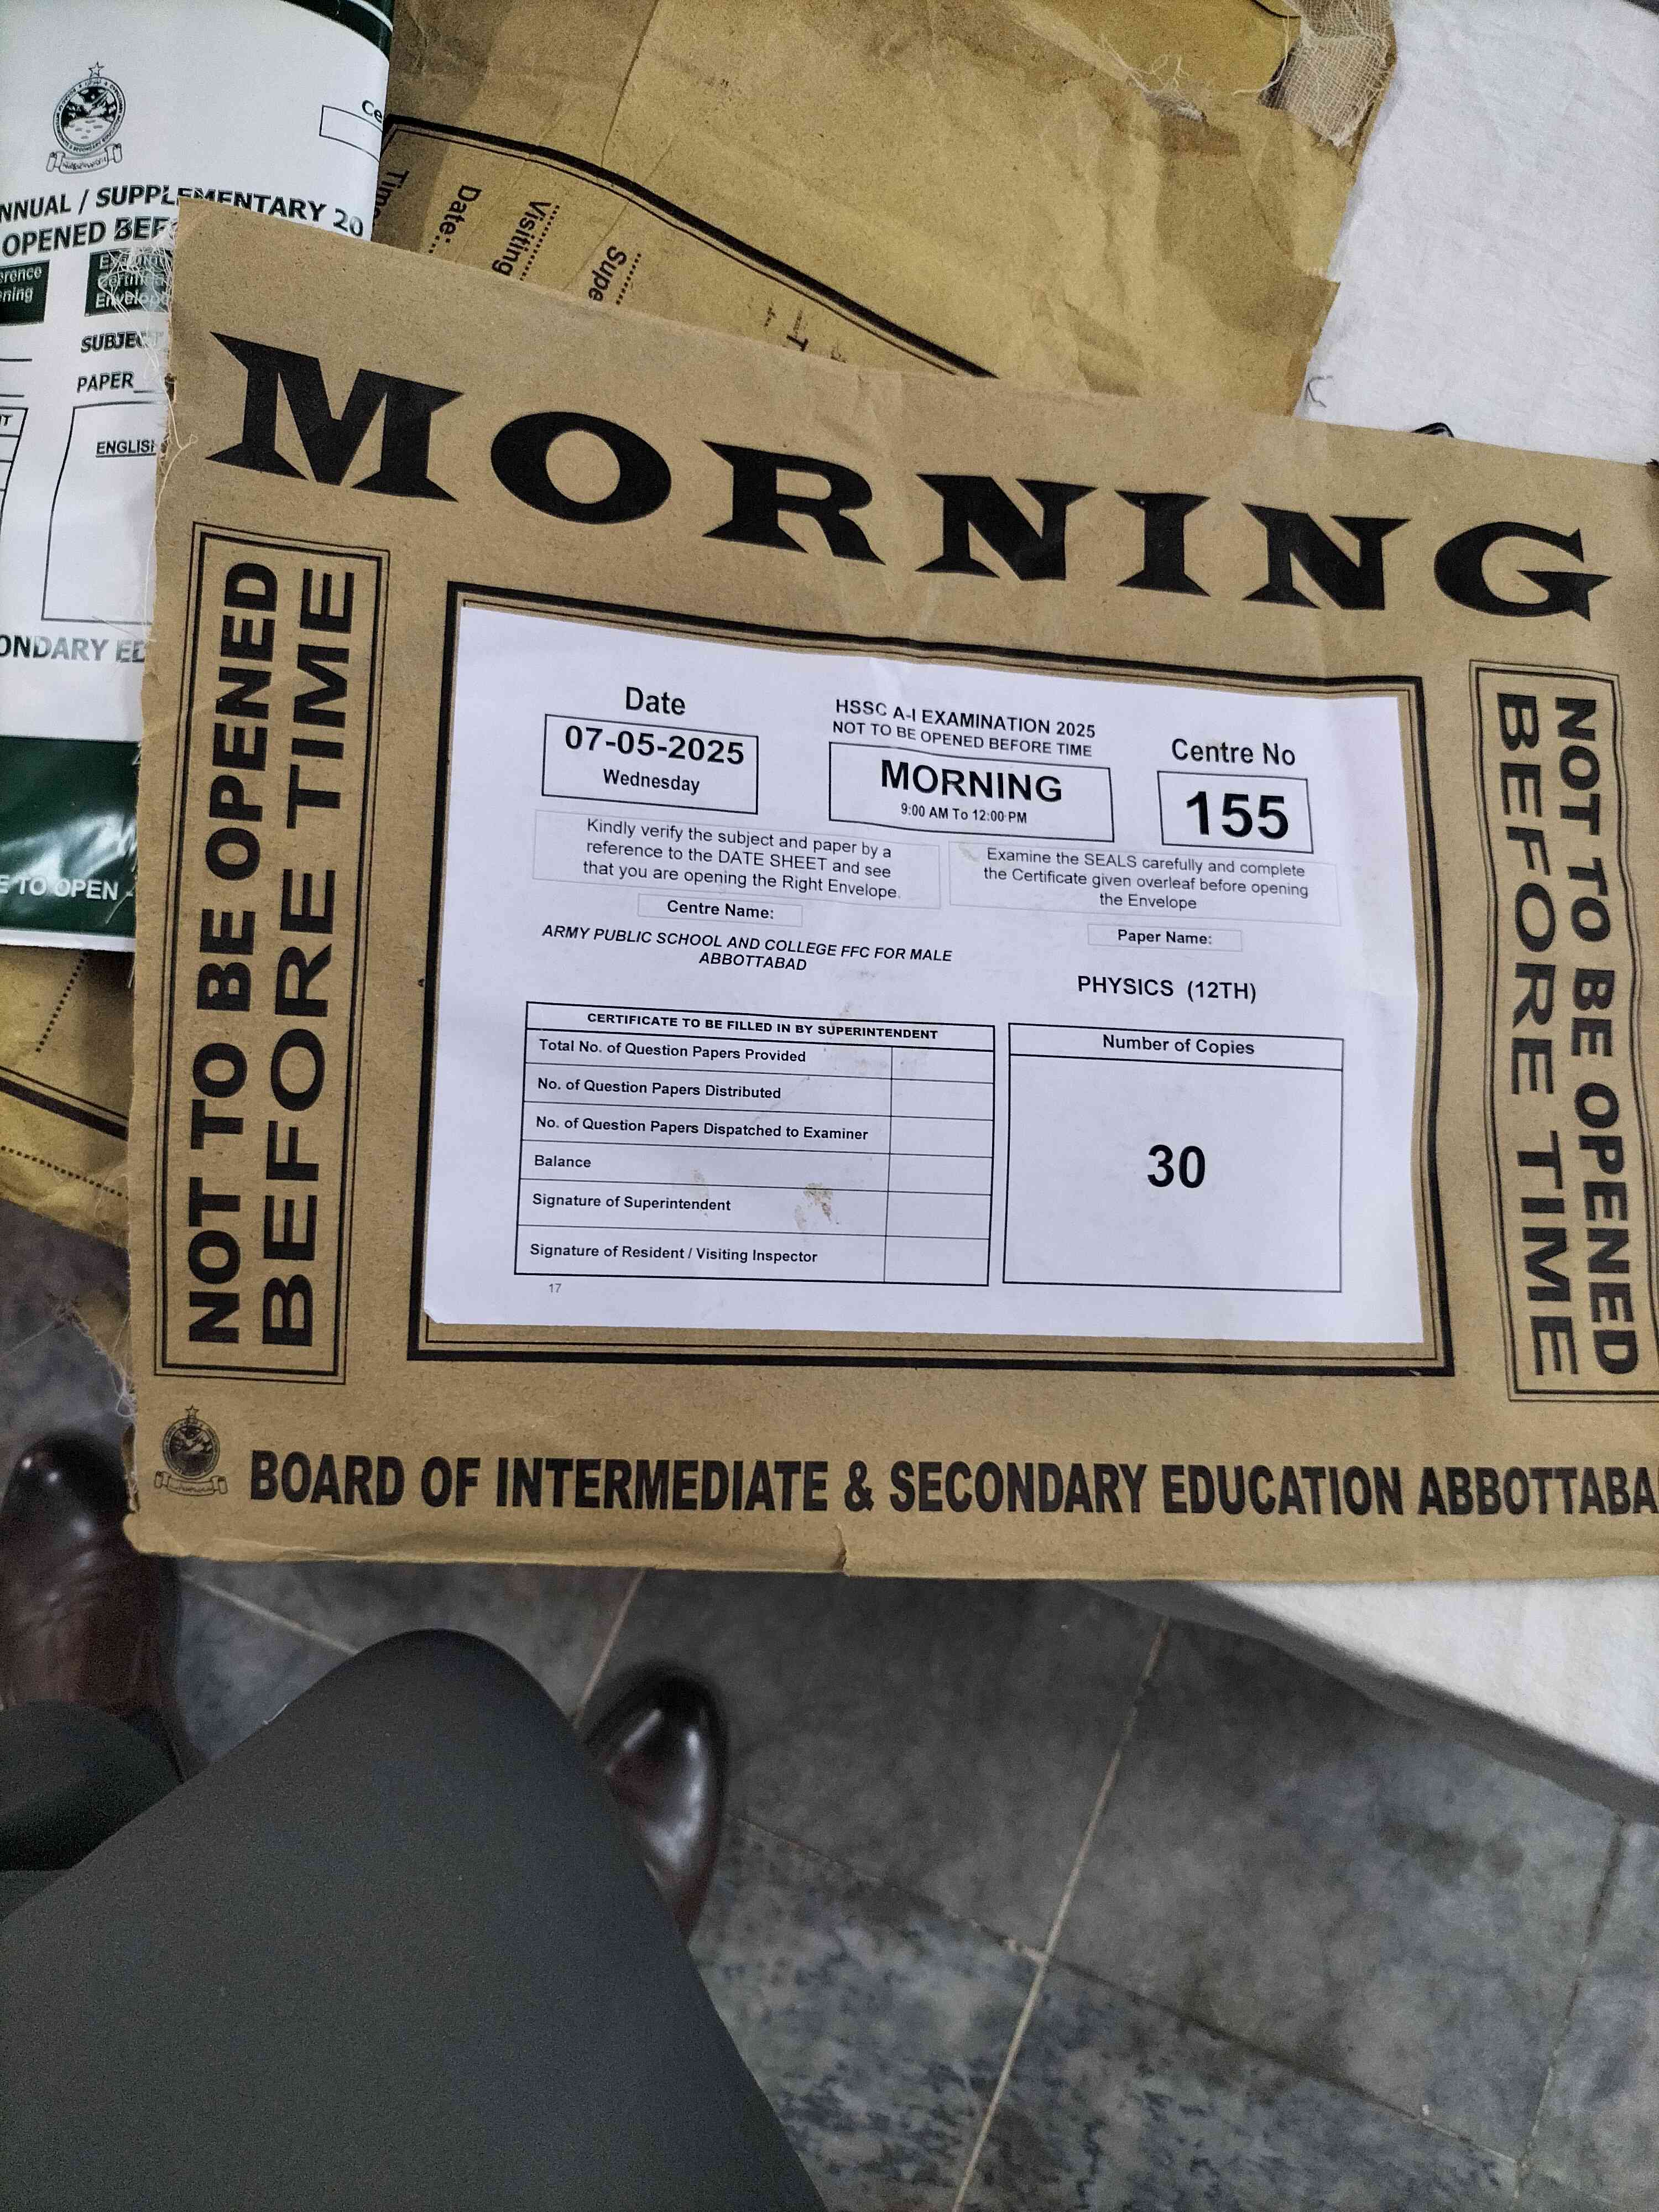 Ce
NNUAL / SUPPLEMENTARY 20
OPENED BEF
erence
ning
Envelop
SUBJEC
PAPER
ENGLISH
ONDARY ED
E TO OPEN -
Time
Date:
Visiting
Supe
MORNING
NOT TO BE OPENED
BEFORE TIME
Date
07-05-2025
Wednesday
HSSC A-I EXAMINATION 2025
NOT TO BE OPENED BEFORE TIME
MORNING
9:00 AM To 12:00 PM
Centre No
155
Kindly verify the subject and paper by a
reference to the DATE SHEET and see
that you are opening the Right Envelope.
Examine the SEALS carefully and complete
the Certificate given overleaf before opening
the Envelope
Centre Name:
ARMY PUBLIC SCHOOL AND COLLEGE FFC FOR MALE
ABBOTTABAD
Paper Name:
PHYSICS (12TH)
CERTIFICATE TO BE FILLED IN BY SUPERINTENDENT
Total No. of Question Papers Provided
No. of Question Papers Distributed
No. of Question Papers Dispatched to Examiner
Balance
Signature of Superintendent
Signature of Resident / Visiting Inspector
Number of Copies
30
17
NOT TO BE OPENED
BEFORE TIME
BOARD OF INTERMEDIATE & SECONDARY EDUCATION ABBOTTABA